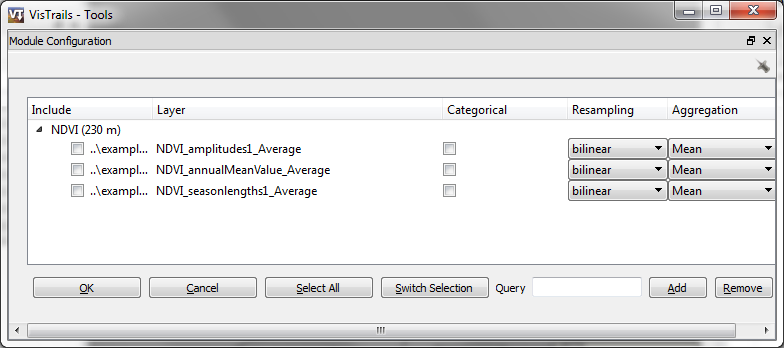 VisTrails - Tools
Module Configuration
Include Layer Categorical Resampling Aggregation
NDVI (230 m)
..\exampl... NDVI_amplitudes1_Average bilinear Mean
..\exampl... NDVI_annualMeanValue_Average bilinear Mean
..\exampl... NDVI_seasonlengths1_Average bilinear Mean
OK Cancel Select All Switch Selection Query Add Remove